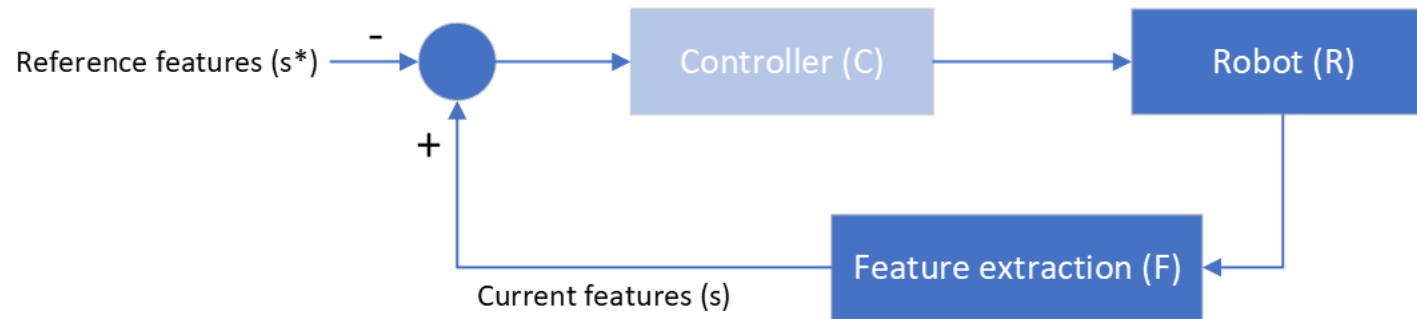 -
Reference features (s*)
Controller (C)
Robot (R)
+
Feature extraction (F)
Current features (s)